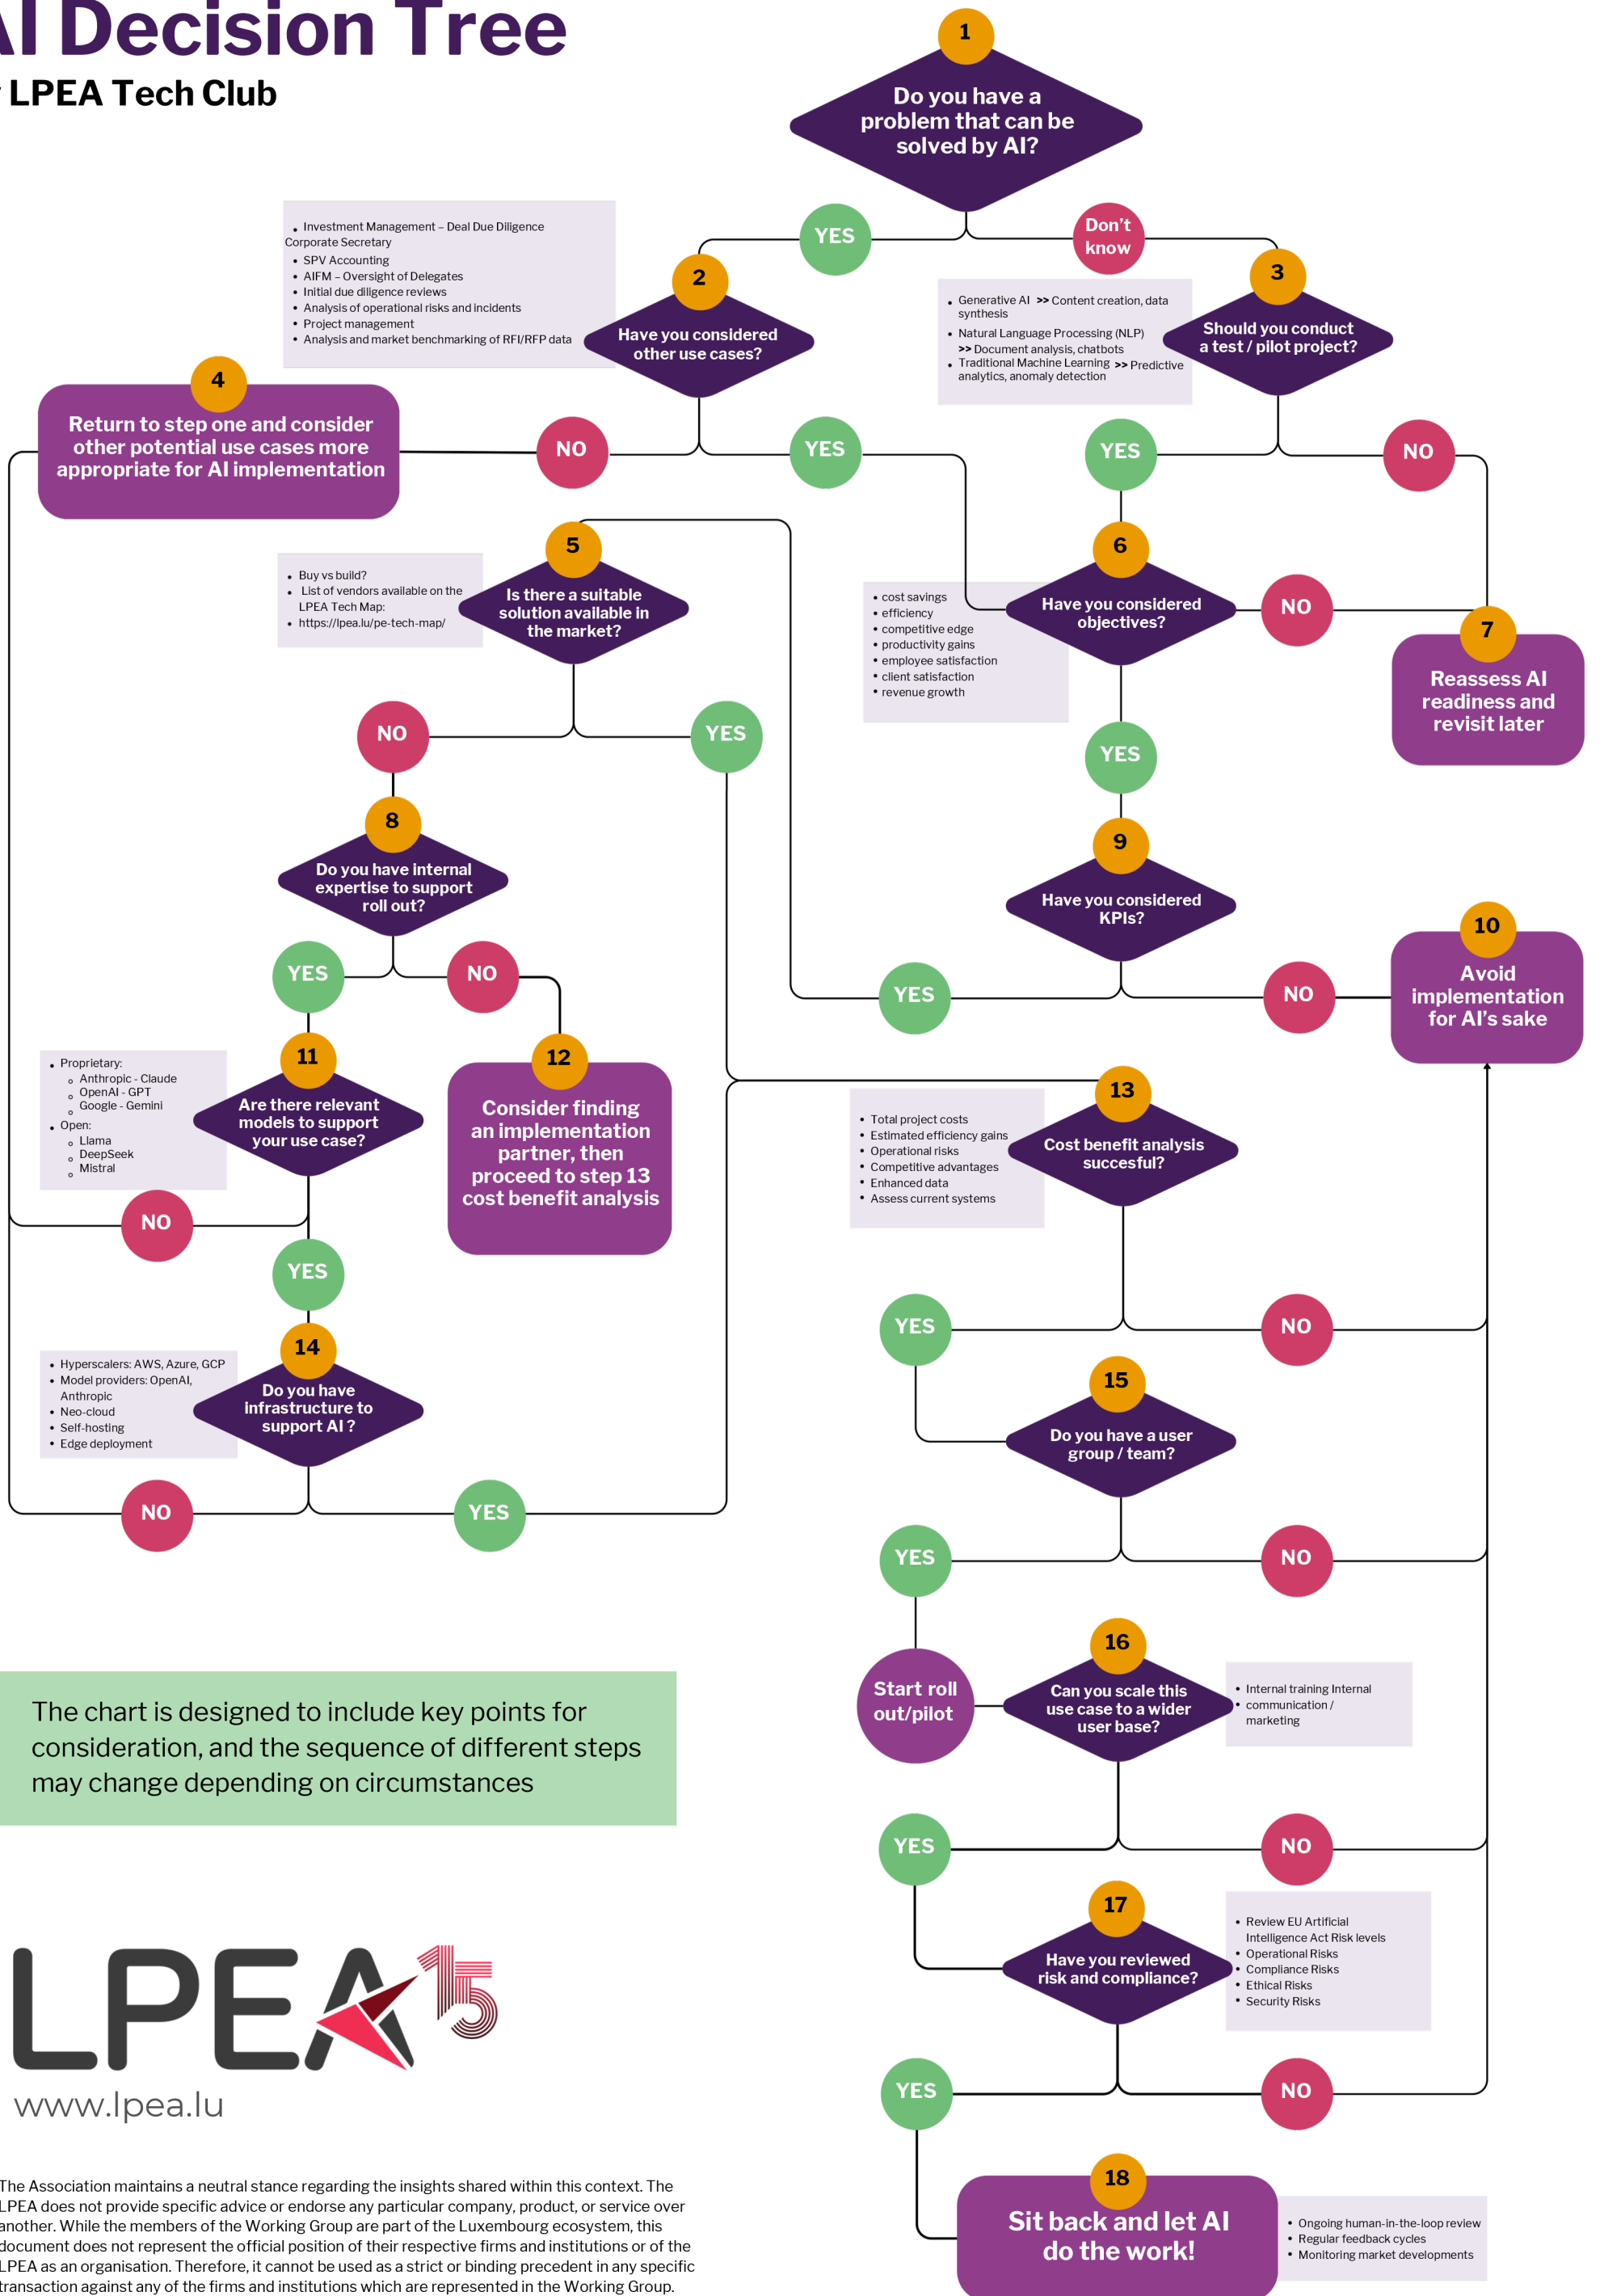 AI Decision Tree
LPEA Tech Club
1
Do you have a
problem that can be
solved by AI?
YES
Don't
know
• Investment Management – Deal Due Diligence
Corporate Secretary
• SPV Accounting
• AIFM – Oversight of Delegates
• Initial due diligence reviews
• Analysis of operational risks and incidents
• Project management
• Analysis and market benchmarking of RFI/RFP data
2
Have you considered
other use cases?
• Generative AI >> Content creation, data
synthesis
• Natural Language Processing (NLP)
>> Document analysis, chatbots
• Traditional Machine Learning >> Predictive
analytics, anomaly detection
3
Should you conduct
a test / pilot project?
4
Return to step one and consider
other potential use cases more
appropriate for AI implementation
NO
YES
YES
NO
• Buy vs build?
• List of vendors available on the
LPEA Tech Map:
• https://lpea.lu/pe-tech-map/
5
Is there a suitable
solution available in
the market?
• cost savings
• efficiency
• competitive edge
• productivity gains
• employee satisfaction
• client satisfaction
• revenue growth
6
Have you considered
objectives?
NO
7
Reassess AI
readiness and
revisit later
NO
YES
YES
8
Do you have internal
expertise to support
roll out?
9
Have you considered
KPIs?
YES
NO
YES
NO
10
Avoid
implementation
for AI's sake
• Proprietary:
Anthropic - Claude
OpenAI - GPT
Google - Gemini
• Open:
Llama
DeepSeek
Mistral
11
Are there relevant
models to support
your use case?
12
Consider finding
an implementation
partner, then
proceed to step 13
cost benefit analysis
• Total project costs
• Estimated efficiency gains
• Operational risks
• Competitive advantages
• Enhanced data
• Assess current systems
13
Cost benefit analysis
succesful?
NO
YES
YES
NO
• Hyperscalers: AWS, Azure, GCP
• Model providers: OpenAI,
Anthropic
• Neo-cloud
• Self-hosting
• Edge deployment
14
Do you have
infrastructure to
support AI ?
15
Do you have a user
group / team?
NO
YES
YES
NO
Start roll
out/pilot
16
Can you scale this
use case to a wider
user base?
• Internal training Internal
• communication /
marketing
The chart is designed to include key points for
consideration, and the sequence of different steps
may change depending on circumstances
YES
NO
17
Have you reviewed
risk and compliance?
• Review EU Artificial
Intelligence Act Risk levels
• Operational Risks
• Compliance Risks
• Ethical Risks
• Security Risks
LPEA 15
www.lpea.lu
YES
NO
18
Sit back and let AI
do the work!
• Ongoing human-in-the-loop review
• Regular feedback cycles
• Monitoring market developments
The Association maintains a neutral stance regarding the insights shared within this context. The
LPEA does not provide specific advice or endorse any particular company, product, or service over
another. While the members of the Working Group are part of the Luxembourg ecosystem, this
document does not represent the official position of their respective firms and institutions or of the
LPEA as an organisation. Therefore, it cannot be used as a strict or binding precedent in any specific
transaction against any of the firms and institutions which are represented in the Working Group.